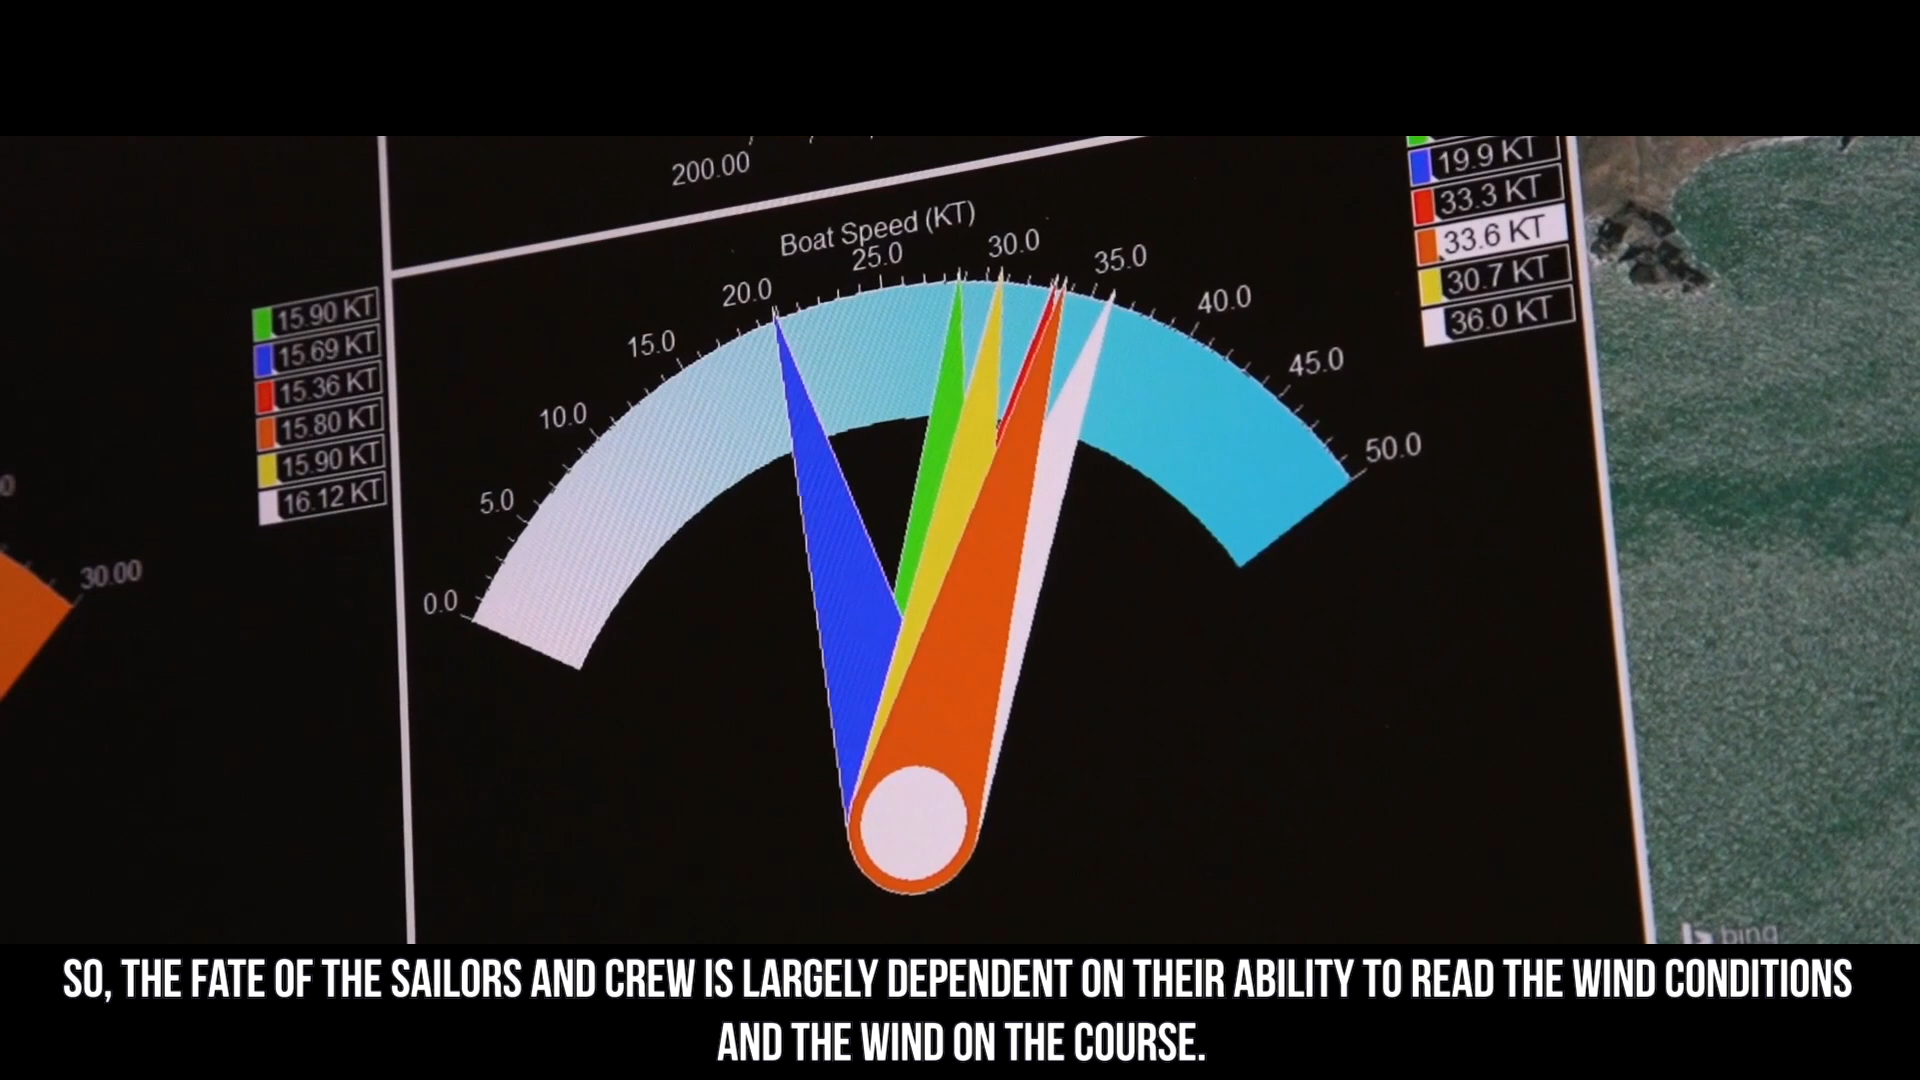 200.00
Boat Speed (KT)
0.0
5.0
10.0
15.0
20.0
25.0
30.0
35.0
40.0
45.0
50.0
15.90 KT
15.69 KT
15.36 KT
15.80 KT
15.90 KT
16.12 KT
30.00
19.9 KT
33.3 KT
33.6 KT
30.7 KT
36.0 KT
bing
SO, THE FATE OF THE SAILORS AND CREW IS LARGELY DEPENDENT ON THEIR ABILITY TO READ THE WIND CONDITIONS
AND THE WIND ON THE COURSE.